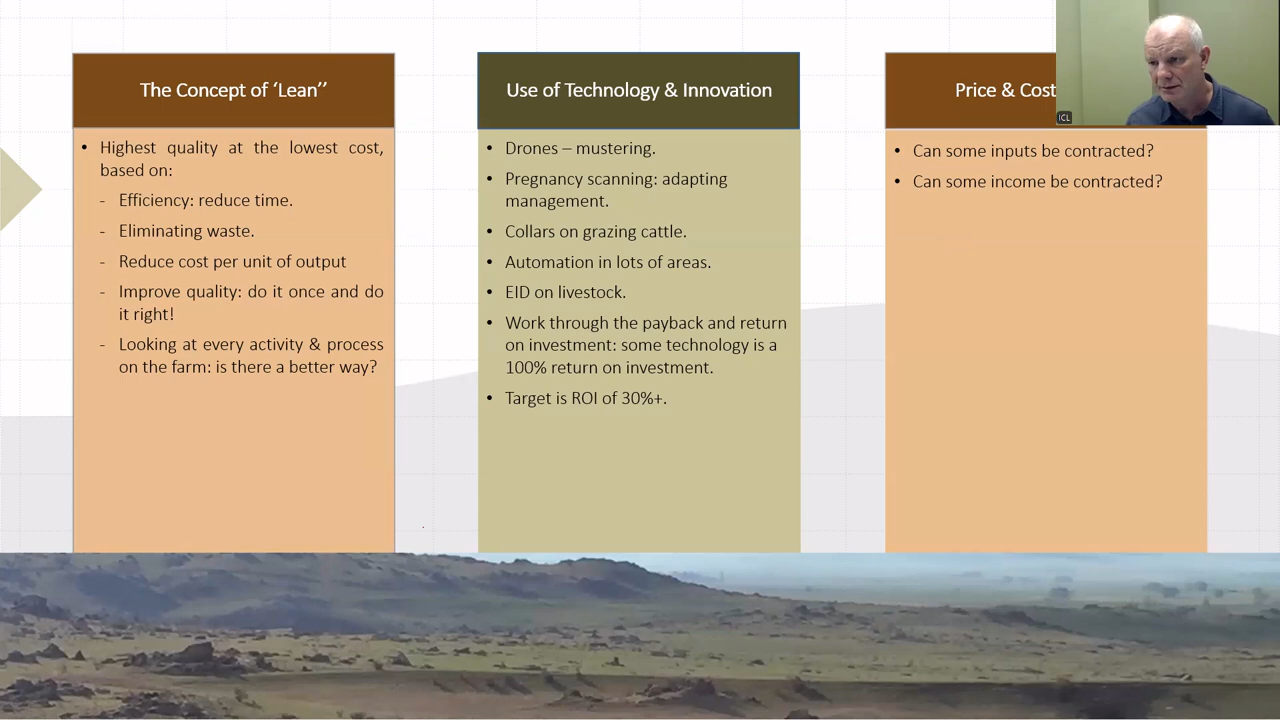 The Concept of ‘Lean’’
• Highest quality at the lowest cost,
based on:
- Efficiency: reduce time.
- Eliminating waste.
- Reduce cost per unit of output
- Improve quality: do it once and do
it right!
- Looking at every activity & process
on the farm: is there a better way?
Use of Technology & Innovation
• Drones – mustering.
• Pregnancy scanning: adapting
management.
• Collars on grazing cattle.
• Automation in lots of areas.
• EID on livestock.
• Work through the payback and return
on investment: some technology is a
100% return on investment.
• Target is ROI of 30%+.
Price & Cost
• Can some inputs be contracted?
• Can some income be contracted?
ICL